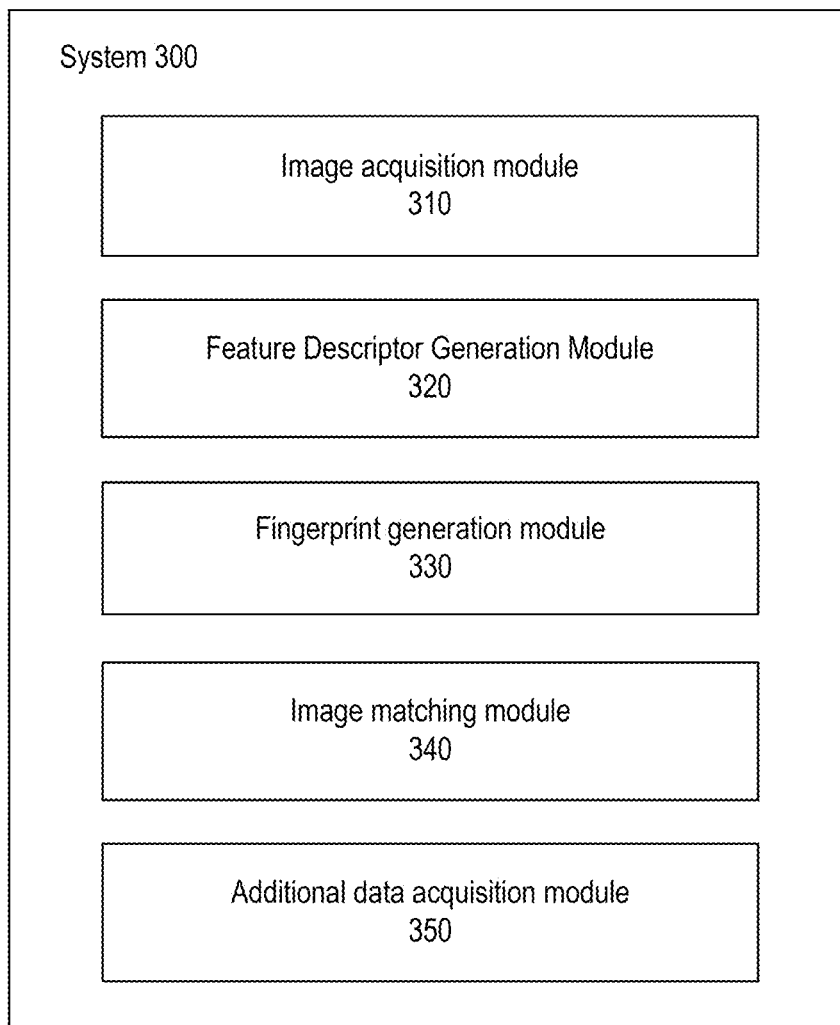 System 300
Image acquisition module
310
Feature Descriptor Generation Module
320
Fingerprint generation module
330
Image matching module
340
Additional data acquisition module
350